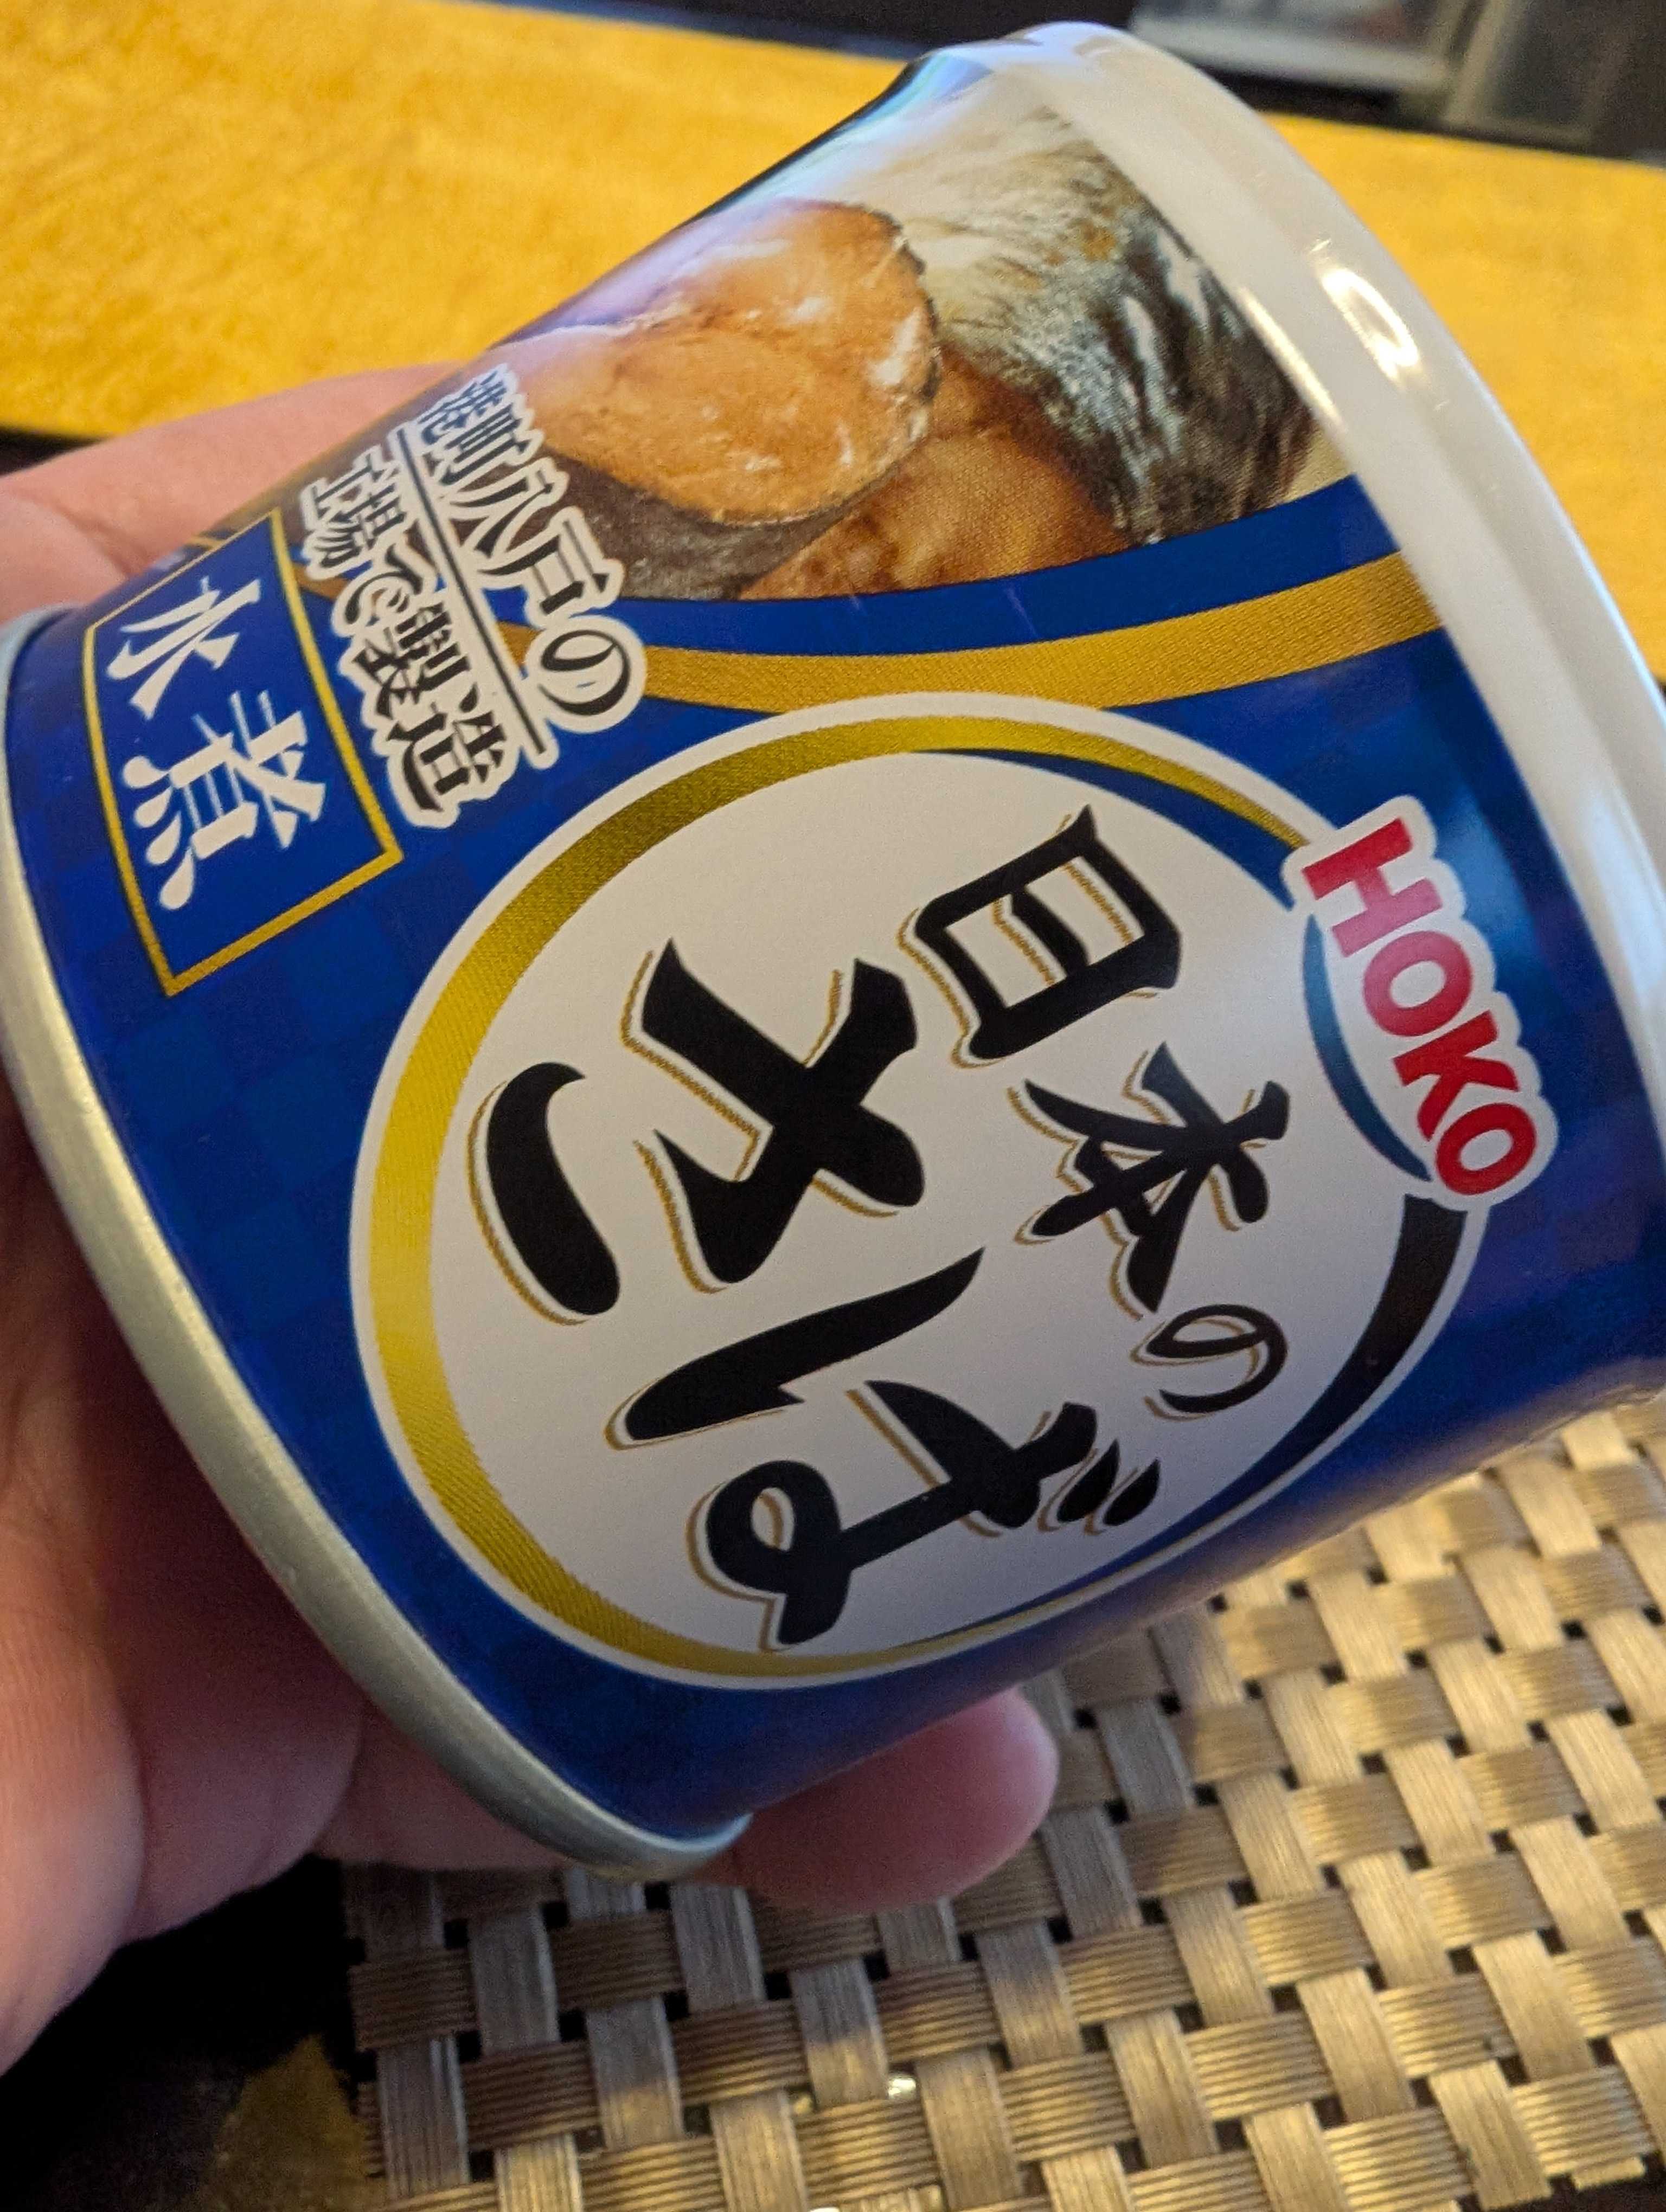 HOKO
日本の
さば
港町八戸の
工場で製造
水煮